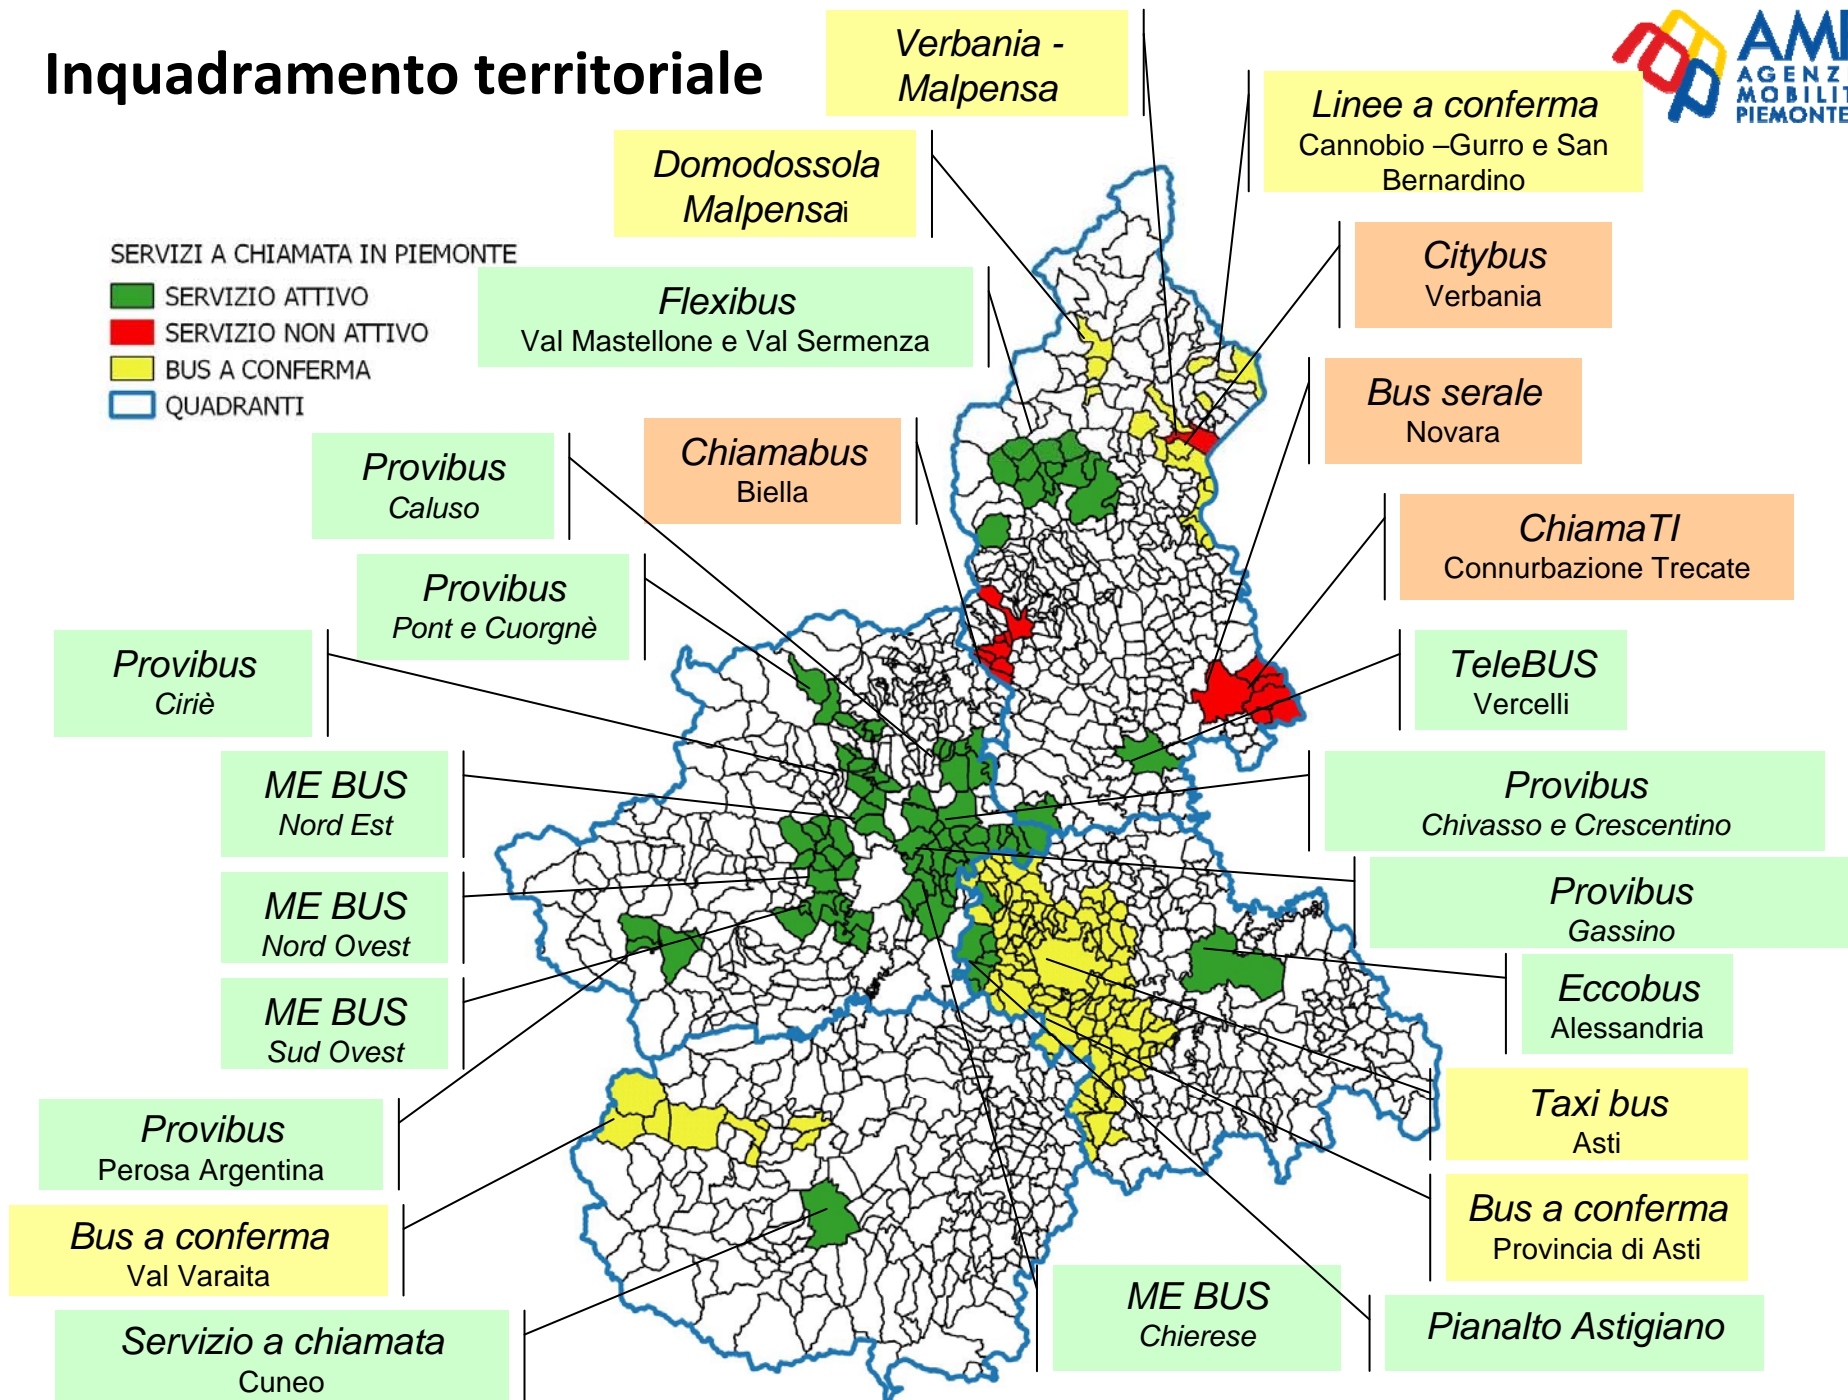 Inquadramento territoriale
AGENZ
MOBILIT
PIEMONTE
Verbania -
Malpensa
Linee a conferma
Cannobio –Gurro e San
Bernardino
Domodossola
Malpensai
SERVIZI A CHIAMATA IN PIEMONTE
SERVIZIO ATTIVO
SERVIZIO NON ATTIVO
BUS A CONFERMA
QUADRANTI
Citybus
Verbania
Flexibus
Val Mastellone e Val Sermenza
Bus serale
Novara
Chiamabus
Biella
Provibus
Caluso
ChiamaTI
Connurbazione Trecate
Provibus
Pont e Cuorgnè
Provibus
Ciriè
TeleBUS
Vercelli
ME BUS
Nord Est
Provibus
Chivasso e Crescentino
ME BUS
Nord Ovest
Provibus
Gassino
ME BUS
Sud Ovest
Eccobus
Alessandria
Provibus
Perosa Argentina
Taxi bus
Asti
Bus a conferma
Val Varaita
Bus a conferma
Provincia di Asti
Servizio a chiamata
Cuneo
ME BUS
Chierese
Pianalto Astigiano